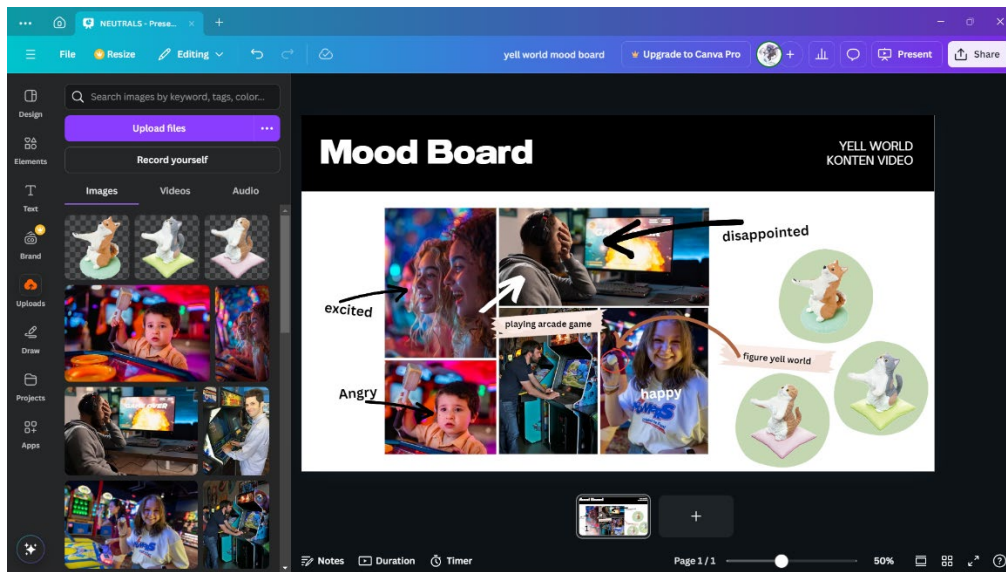 NEUTRALS - Prese...
File
Resize
Editing
yell world mood board
Upgrade to Canva Pro
Present
Share
Design
Elements
Text
Brand
Uploads
Draw
Projects
Apps
Search images by keyword, tags, color...
Upload files
Record yourself
Images
Videos
Audio
Mood Board
YELL WORLD
KONTEN VIDEO
disappointed
excited
playing arcade game
figure yell world
Angry
happy
Notes
Duration
Timer
Page 1 / 1
50%